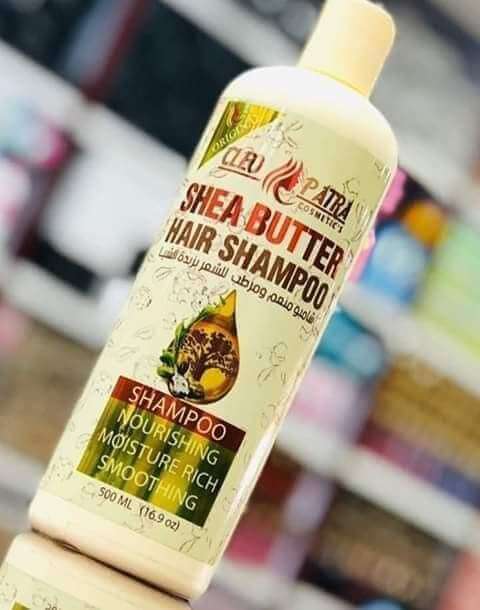 ORIGINAL
CLEO PATRA
COSMETIC'S
SHEA BUTTER
HAIR SHAMPOO
شامبو منعم ومرطب للشعر بزبدة الشيا
SHAMPOO
NOURISHING
MOISTURE RICH
SMOOTHING
500 ML (16.9 oz)